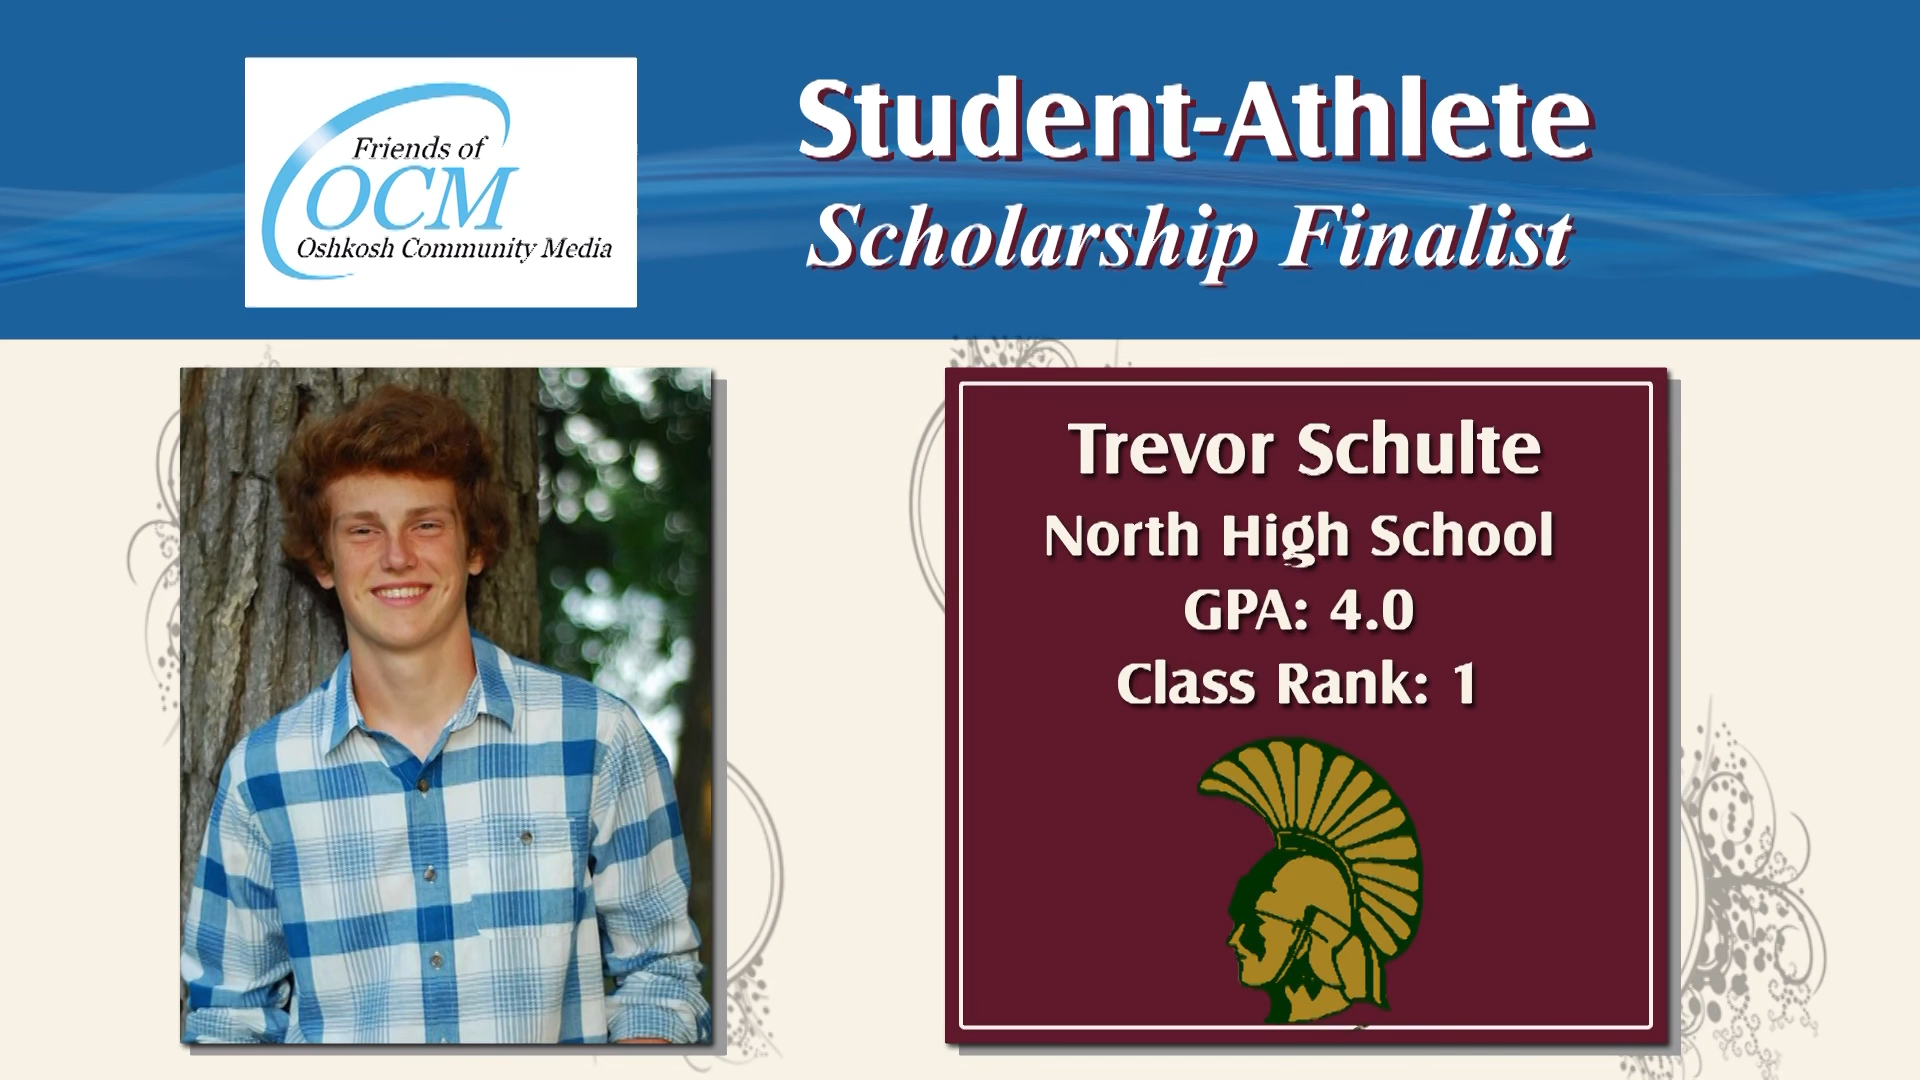 Friends of
OCM
Oshkosh Community Media
Student-Athlete
Scholarship Finalist
Trevor Schulte
North High School
GPA: 4.0
Class Rank: 1